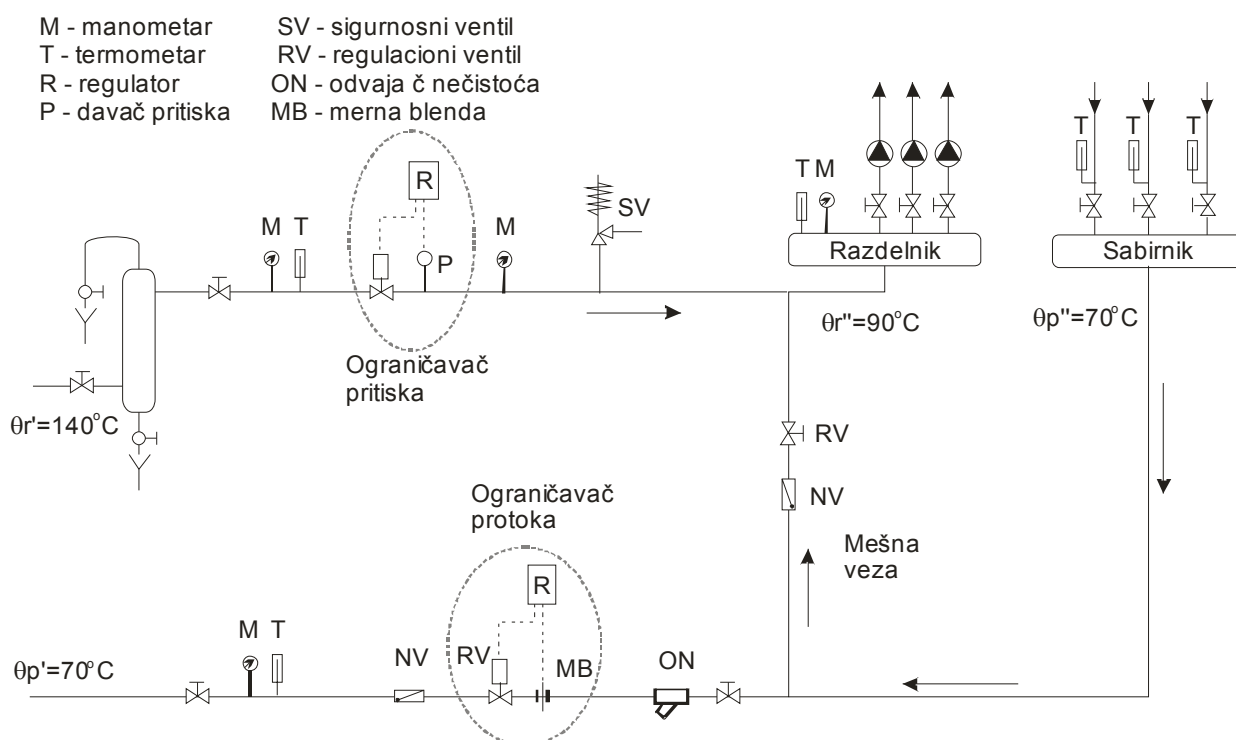 M - manometar
T - termometar
R - regulator
P - davač pritiska
SV - sigurnosni ventil
RV - regulacioni ventil
ON - odvaja č nečistoća
MB - merna blenda
T
T
T
R
T M
SV
M
T
M
P
Razdelnik
Sabirnik
θr''=90°C
θp''=70°C
Ograničavač
pritiska
θr'=140°C
RV
Ograničavač
protoka
NV
Mešna
veza
R
M
T
NV
RV
MB
ON
θp'=70°C